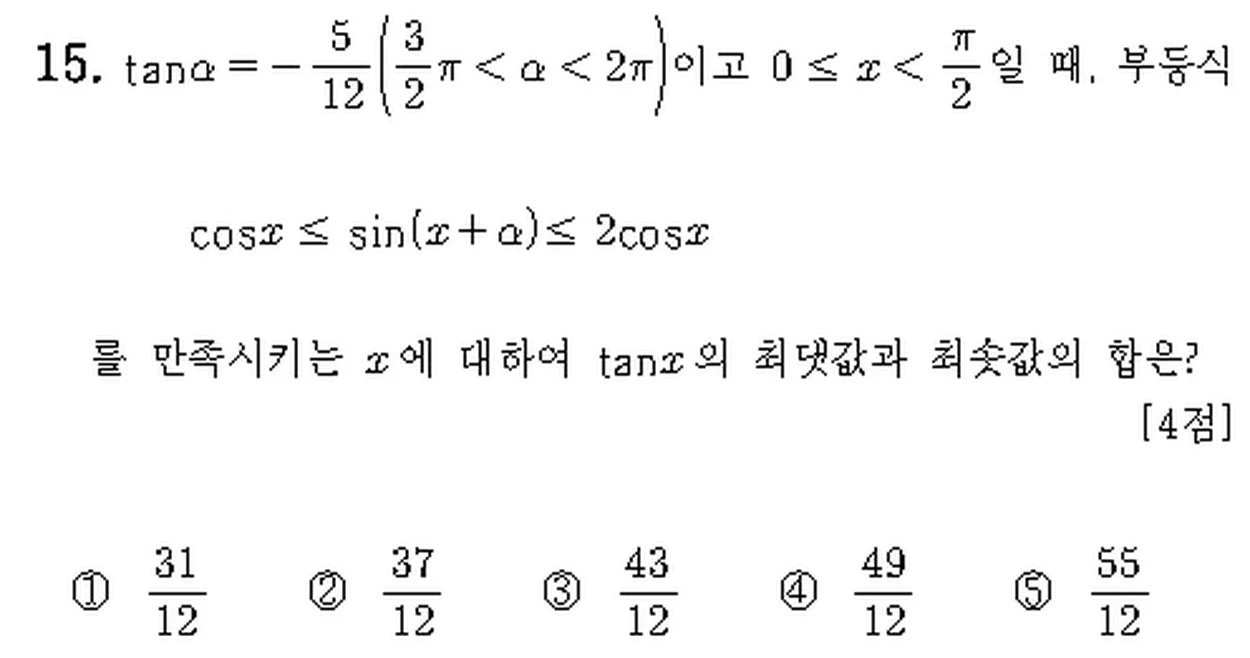 15. tanα = −5/12 (3/2 π < α < 2π)이고 0 ≤ x < π/2 일 때, 부등식
cosx ≤ sin(x + α) ≤ 2cosx
를 만족시키는 x에 대하여 tanx의 최댓값과 최솟값의 합은?
[4점]
① 31/12 ② 37/12 ③ 43/12 ④ 49/12 ⑤ 55/12